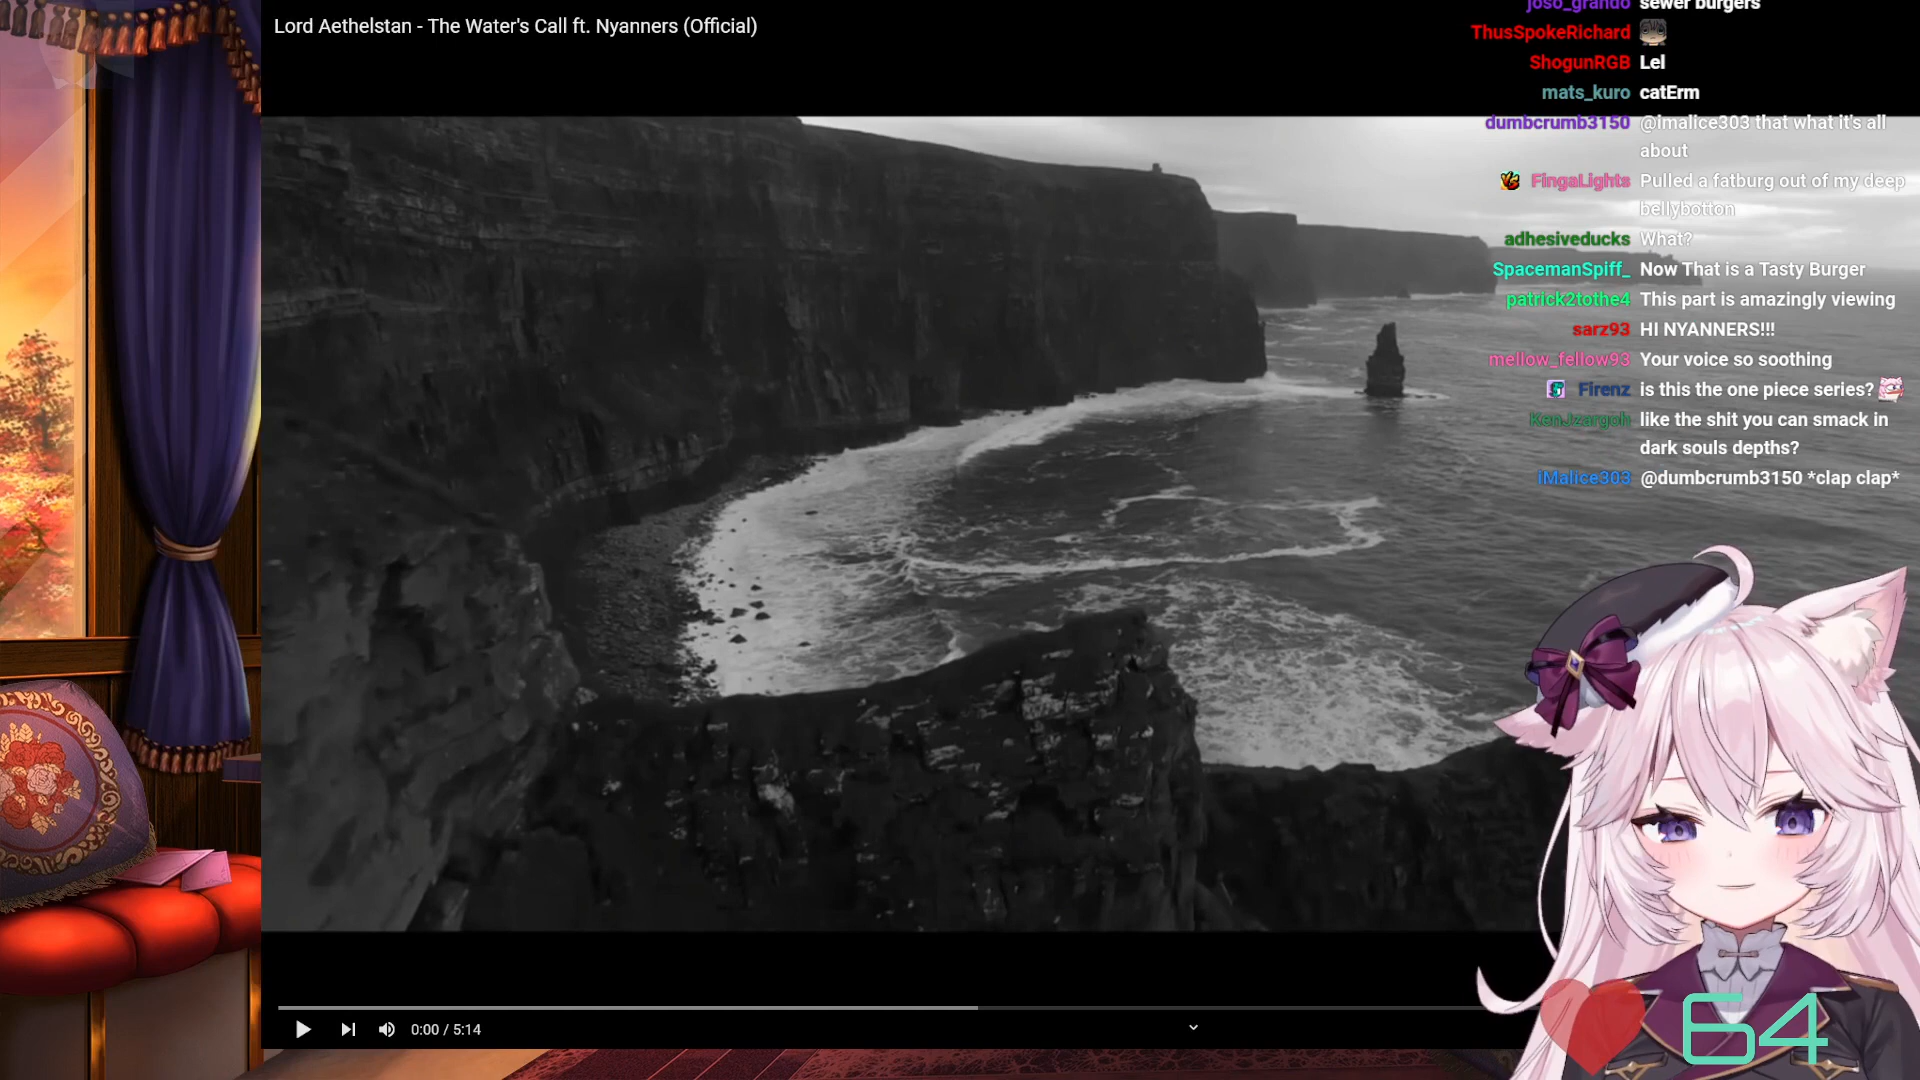 Lord Aethelstan - The Water's Call ft. Nyanners (Official)
joso_grando sewer burgers
ThusSpokeRichard
ShogunRGB Lel
mats_kuro catErm
dumbcrumb3150 @imalice303 that what it's all
about
FingaLights Pulled a fatburg out of my deep
bellybotton
adhesiveducks What?
SpacemanSpiff_ Now That is a Tasty Burger
patrick2tothe4 This part is amazingly viewing
sarz93 HI NYANNERS!!!
mellow_fellow93 Your voice so soothing
Firenz is this the one piece series?
KenJzargoh like the shit you can smack in
dark souls depths?
iMalice303 @dumbcrumb3150 *clap clap*
0:00 / 5:14
64